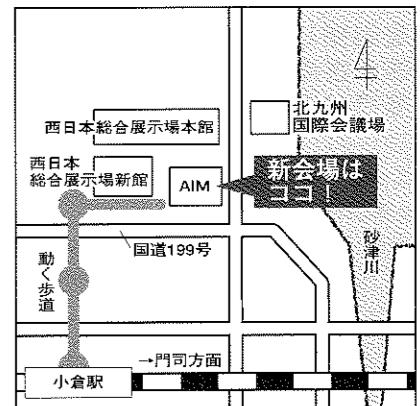 西日本総合展示場本館
北九州
国際会議場
西日本
総合展示場新館
AIM
新会場は
ココ！
国道199号
動く歩道
砂津川
→門司方面
小倉駅